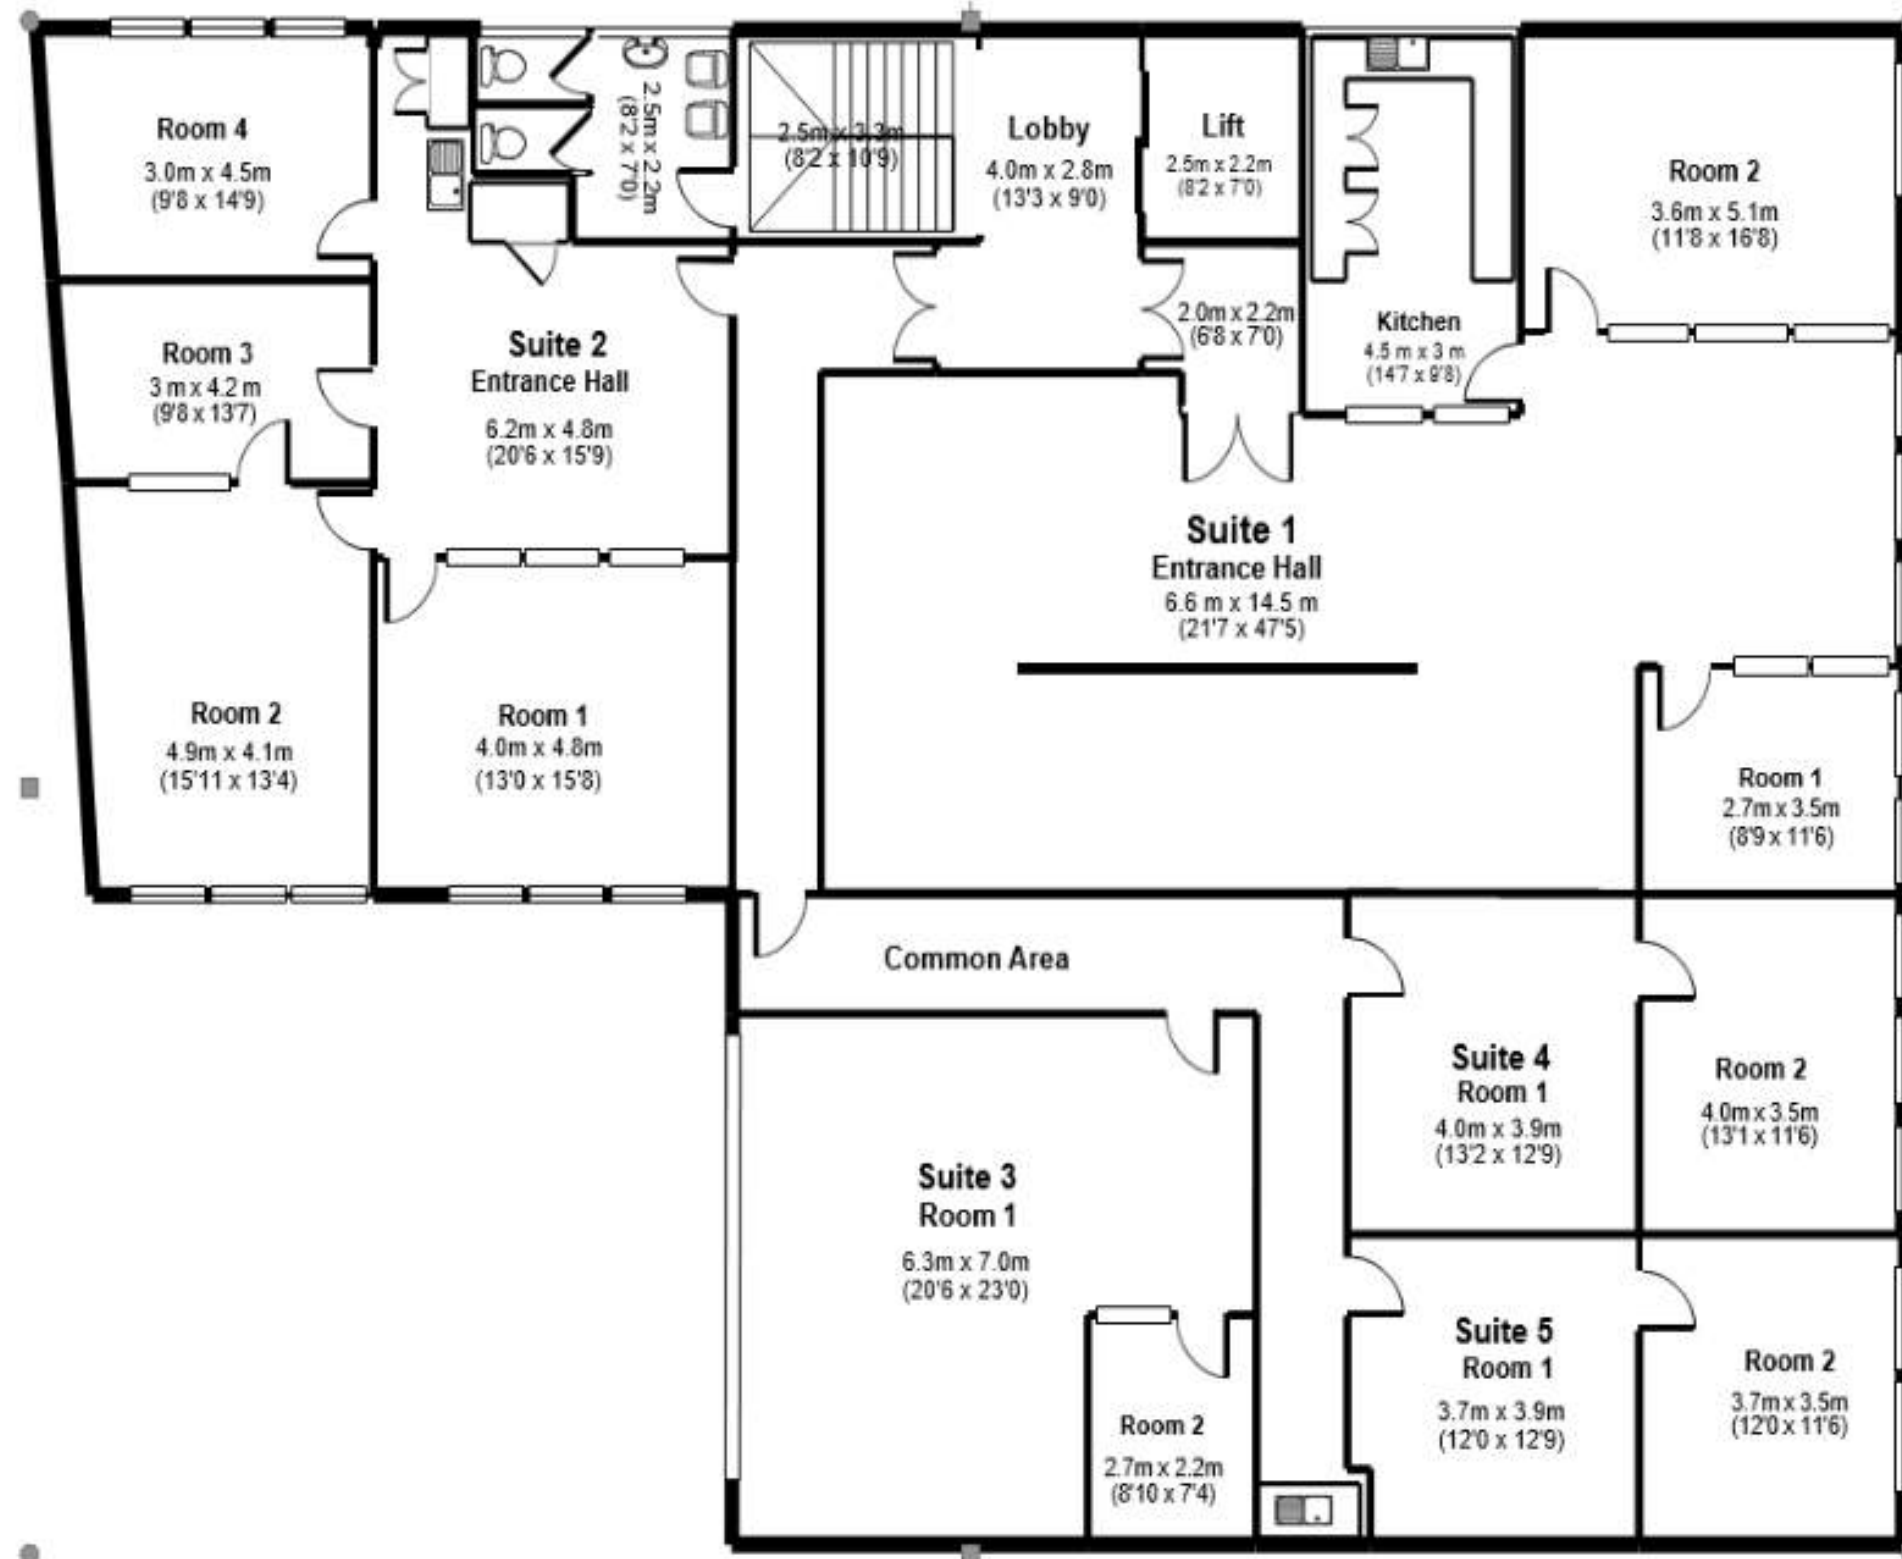 Room 4
3.0m x 4.5m
(9'8 x 14'9)
2.5m x 2.2m
(8'2 x 7'0)
2.5m x 3.3m
(8'2 x 10'9)
Lobby
4.0m x 2.8m
(13'3 x 9'0)
Lift
2.5m x 2.2m
(8'2 x 7'0)
Room 2
3.6m x 5.1m
(11'8 x 16'8)
Room 3
3 m x 4.2 m
(9'8 x 13'7)
Suite 2
Entrance Hall
6.2m x 4.8m
(20'6 x 15'9)
2.0m x 2.2m
(6'8 x 7'0)
Kitchen
4.5 m x 3 m
(14'7 x 9'8)
Suite 1
Entrance Hall
6.6 m x 14.5 m
(21'7 x 47'5)
Room 2
4.9m x 4.1m
(15'11 x 13'4)
Room 1
4.0m x 4.8m
(13'0 x 15'8)
Room 1
2.7m x 3.5m
(8'9 x 11'6)
Common Area
Suite 4
Room 1
4.0m x 3.9m
(13'2 x 12'9)
Room 2
4.0m x 3.5m
(13'1 x 11'6)
Suite 3
Room 1
6.3m x 7.0m
(20'6 x 23'0)
Suite 5
Room 1
3.7m x 3.9m
(12'0 x 12'9)
Room 2
3.7m x 3.5m
(12'0 x 11'6)
Room 2
2.7m x 2.2m
(8'10 x 7'4)